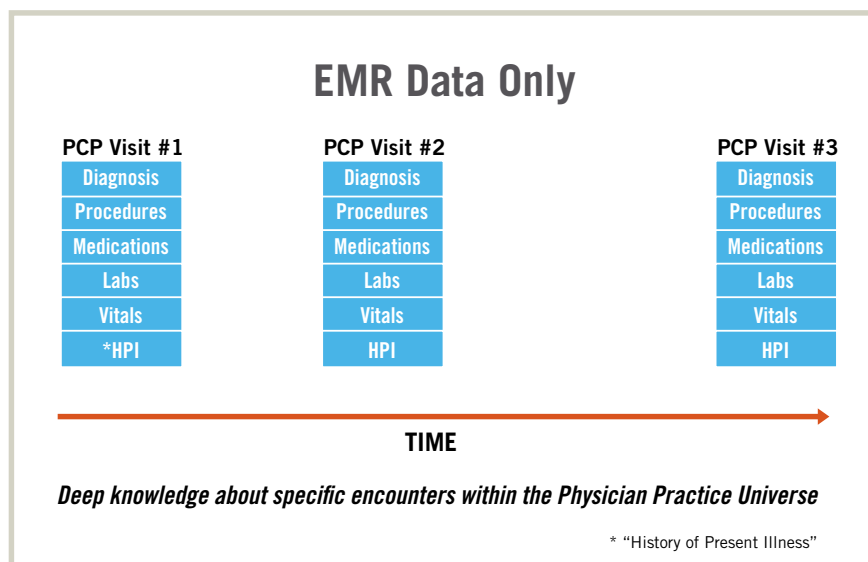 EMR Data Only
PCP Visit #1
Diagnosis
Procedures
Medications
Labs
Vitals
*HPI
PCP Visit #2
Diagnosis
Procedures
Medications
Labs
Vitals
HPI
PCP Visit #3
Diagnosis
Procedures
Medications
Labs
Vitals
HPI
TIME
Deep knowledge about specific encounters within the Physician Practice Universe
* “History of Present Illness”